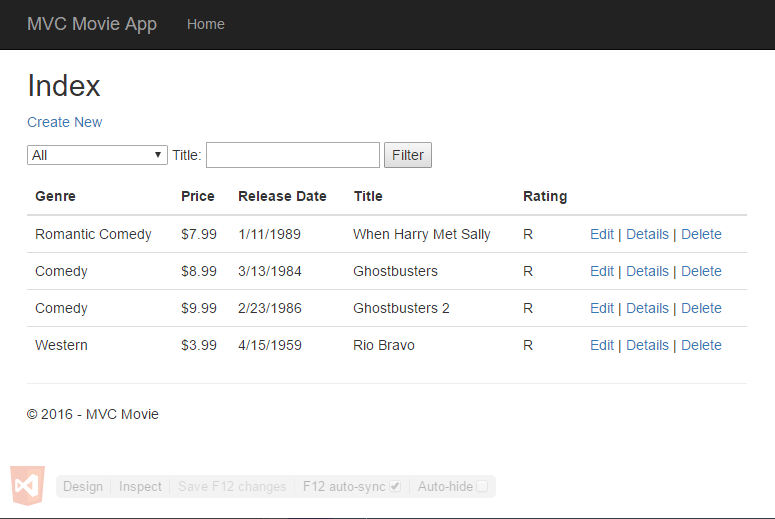 MVC Movie App Home
Index
Create New
All Title: Filter
Genre Price Release Date Title Rating
Romantic Comedy $7.99 1/11/1989 When Harry Met Sally R Edit | Details | Delete
Comedy $8.99 3/13/1984 Ghostbusters R Edit | Details | Delete
Comedy $9.99 2/23/1986 Ghostbusters 2 R Edit | Details | Delete
Western $3.99 4/15/1959 Rio Bravo R Edit | Details | Delete
© 2016 - MVC Movie
Design Inspect Save F12 changes F12 auto-sync Auto-hide